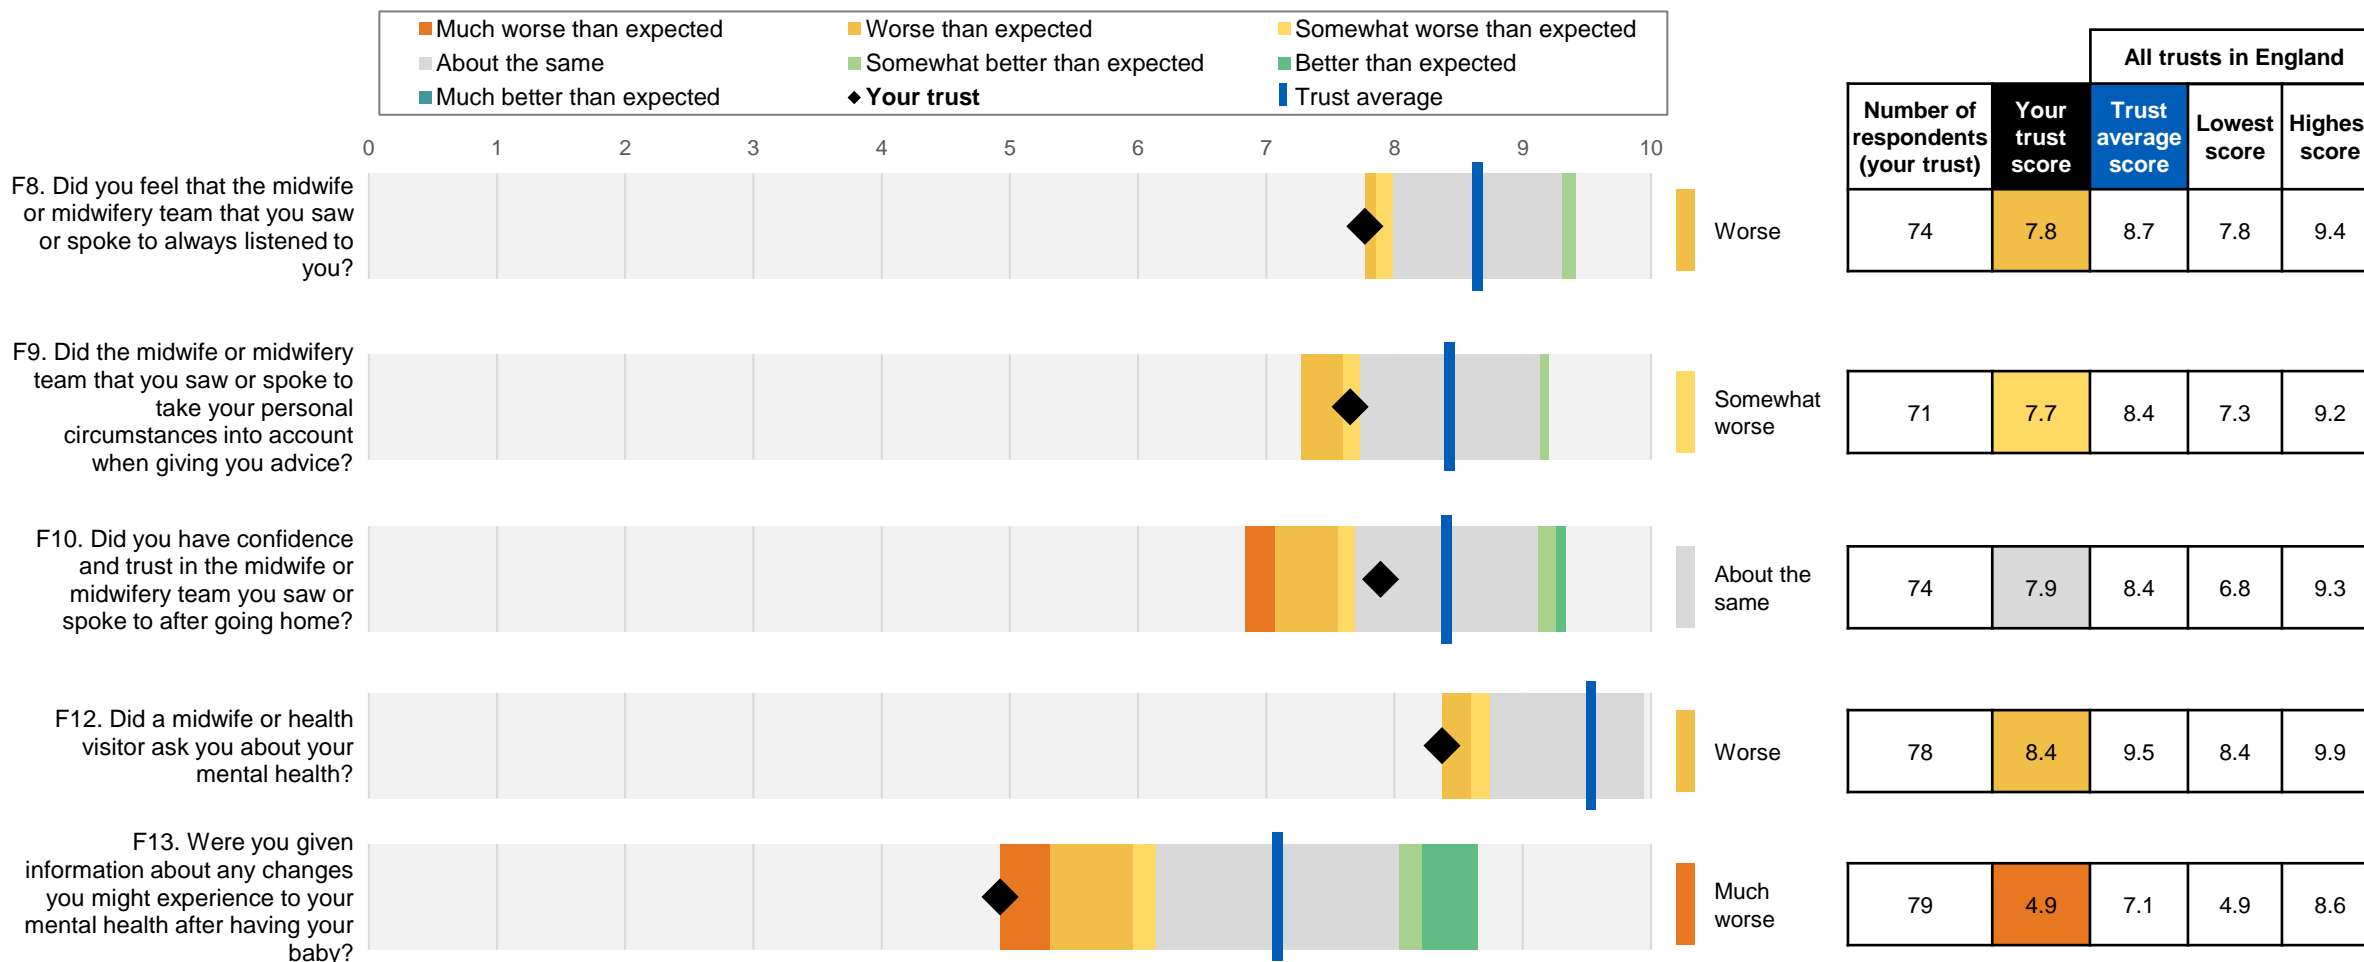 Much worse than expected
Worse than expected
Somewhat worse than expected
About the same
Somewhat better than expected
Better than expected
Much better than expected
Your trust
Trust average
All trusts in England
Number of respondents (your trust)
Your trust score
Trust average score
Lowest score
Highes score
0 1 2 3 4 5 6 7 8 9 10
F8. Did you feel that the midwife
or midwifery team that you saw
or spoke to always listened to
you?
Worse
74 7.8 8.7 7.8 9.4
F9. Did the midwife or midwifery
team that you saw or spoke to
take your personal
circumstances into account
when giving you advice?
Somewhat
worse
71 7.7 8.4 7.3 9.2
F10. Did you have confidence
and trust in the midwife or
midwifery team you saw or
spoke to after going home?
About the
same
74 7.9 8.4 6.8 9.3
F12. Did a midwife or health
visitor ask you about your
mental health?
Worse
78 8.4 9.5 8.4 9.9
F13. Were you given
information about any changes
you might experience to your
mental health after having your
baby?
Much
worse
79 4.9 7.1 4.9 8.6